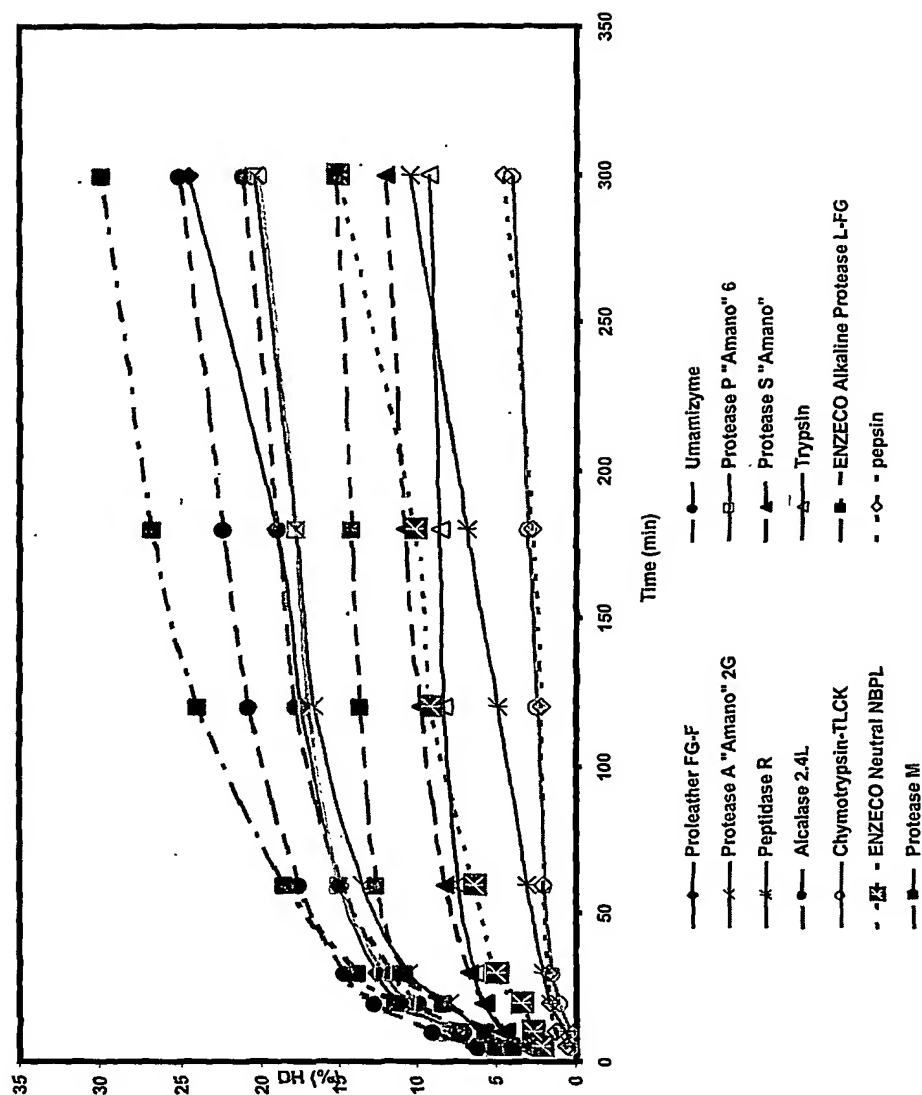 DH (%)
35
30
25
20
15
10
5
0
0 50 100 150 200 250 300 350
Time (min)
Proleather FG-F Umamizyme
Protease A "Amano" 2G Protease P "Amano" 6
Peptidase R Protease S "Amano"
Alcalase 2.4L Trypsin
Chymotrypsin-TLCK ENZECO Alkaline Protease L-FG
ENZECO Neutral NBPL pepsin
Protease M